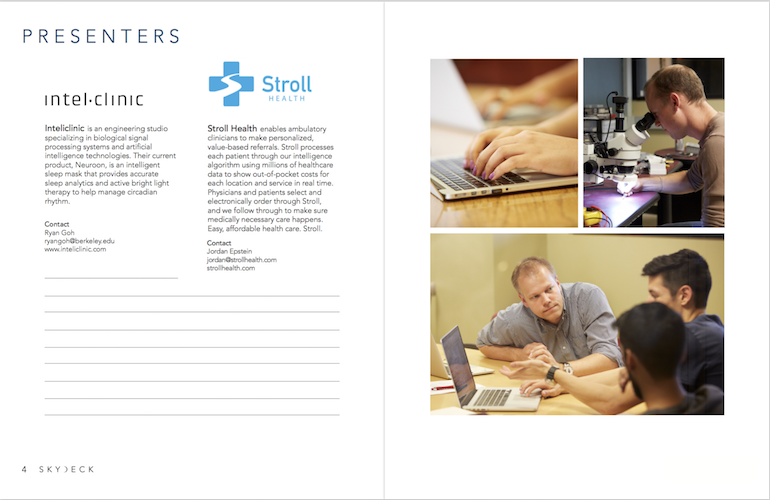 PRESENTERS
intel·clinic
Inteliclinic is an engineering studio
specializing in biological signal
processing systems and artificial
intelligence technologies. Their current
product, Neuroon, is an intelligent
sleep mask that provides accurate
sleep analytics and active bright light
therapy to help manage circadian
rhythm.
Contact
Ryan Goh
ryangoh@berkeley.edu
www.inteliclinic.com
Stroll
HEALTH
Stroll Health enables ambulatory
clinicians to make personalized,
value-based referrals. Stroll processes
each patient through our intelligence
algorithm using millions of healthcare
data to show out-of-pocket costs for
each location and service in real time.
Physicians and patients select and
electronically order through Stroll,
and we follow through to make sure
medically necessary care happens.
Easy, affordable health care. Stroll.
Contact
Jordan Epstein
jordan@strollhealth.com
strollhealth.com
4 SKYDECK